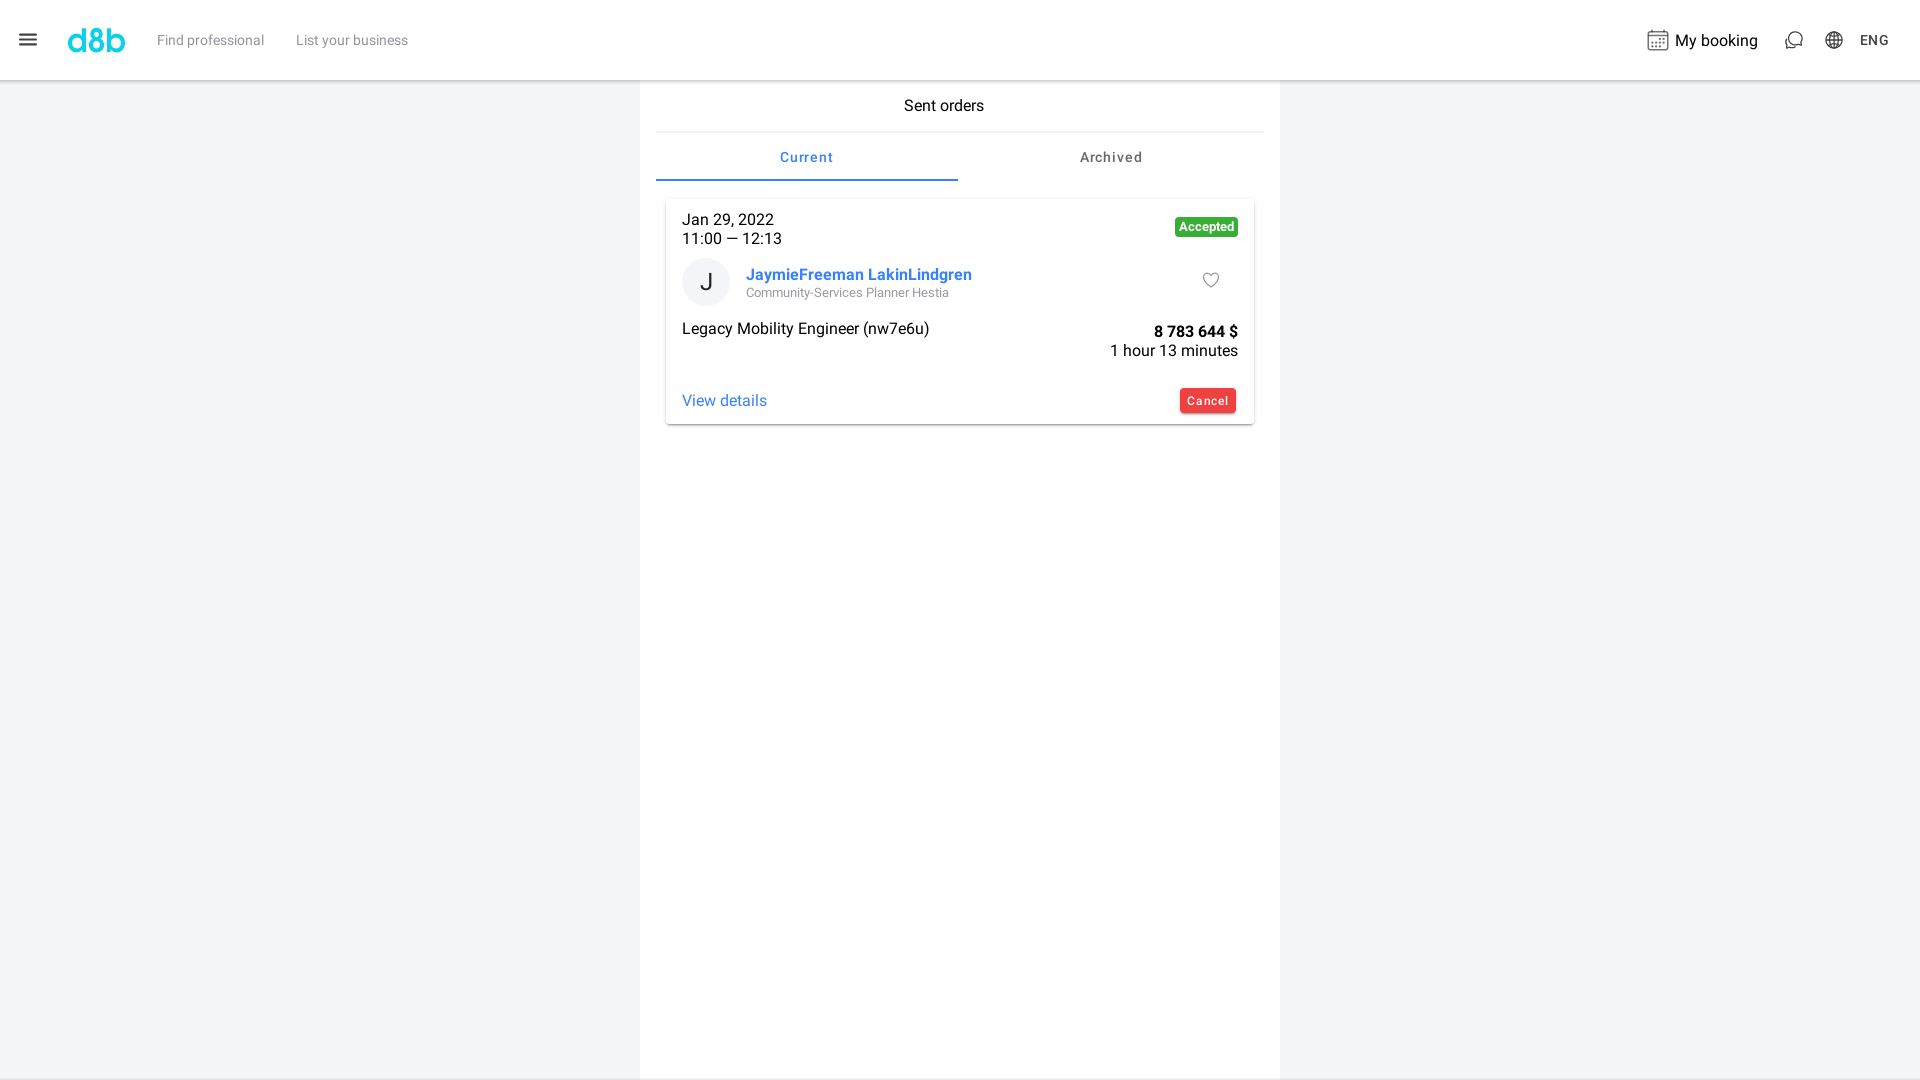 d8b
Find professional
List your business
My booking
ENG
Sent orders
Current
Archived
Jan 29, 2022
11:00 — 12:13
Accepted
J
JaymieFreeman LakinLindgren
Community-Services Planner Hestia
Legacy Mobility Engineer (nw7e6u)
8 783 644 $
1 hour 13 minutes
View details
Cancel